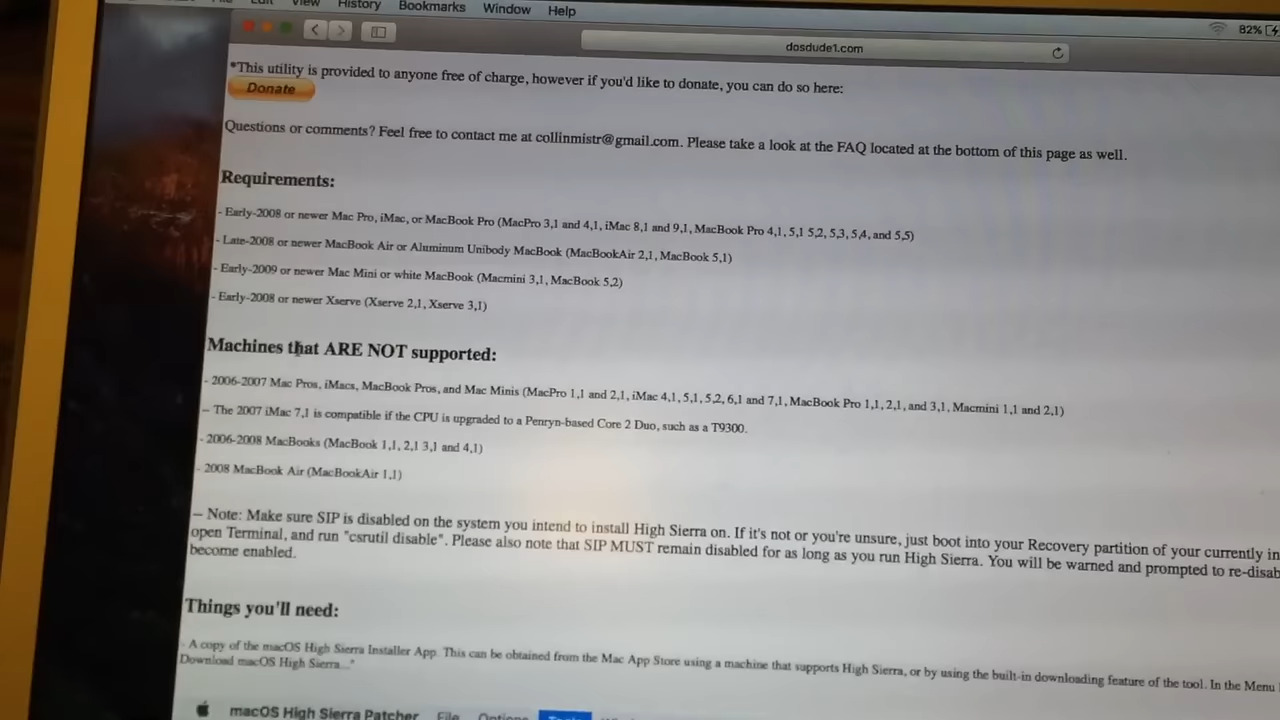 View History Bookmarks Window Help
82%
dosdude1.com
*This utility is provided to anyone free of charge, however if you'd like to donate, you can do so here:
Donate
Questions or comments? Feel free to contact me at collinmistr@gmail.com. Please take a look at the FAQ located at the bottom of this page as well.
Requirements:
- Early-2008 or newer Mac Pro, iMac, or MacBook Pro (MacPro 3,1 and 4,1, iMac 8,1 and 9,1, MacBook Pro 4,1, 5,1 5,2, 5,3, 5,4, and 5,5)
- Late-2008 or newer MacBook Air or Aluminum Unibody MacBook (MacBookAir 2,1, MacBook 5,1)
- Early-2009 or newer Mac Mini or white MacBook (Macmini 3,1, MacBook 5,2)
- Early-2008 or newer Xserve (Xserve 2,1, Xserve 3,1)
Machines that ARE NOT supported:
- 2006-2007 Mac Pros, iMacs, MacBook Pros, and Mac Minis (MacPro 1,1 and 2,1, iMac 4,1, 5,1, 5,2, 6,1 and 7,1, MacBook Pro 1,1, 2,1, and 3,1, Macmini 1,1 and 2,1)
-- The 2007 iMac 7,1 is compatible if the CPU is upgraded to a Penryn-based Core 2 Duo, such as a T9300.
- 2006-2008 MacBooks (MacBook 1,1, 2,1 3,1 and 4,1)
- 2008 MacBook Air (MacBookAir 1,1)
-- Note: Make sure SIP is disabled on the system you intend to install High Sierra on. If it's not or you're unsure, just boot into your Recovery partition of your currently in
open Terminal, and run "csrutil disable". Please also note that SIP MUST remain disabled for as long as you run High Sierra. You will be warned and prompted to re-disab
become enabled.
Things you'll need:
- A copy of the macOS High Sierra Installer App. This can be obtained from the Mac App Store using a machine that supports High Sierra, or by using the built-in downloading feature of the tool. In the Menu
Download macOS High Sierra..."
macOS High Sierra Patcher File Options